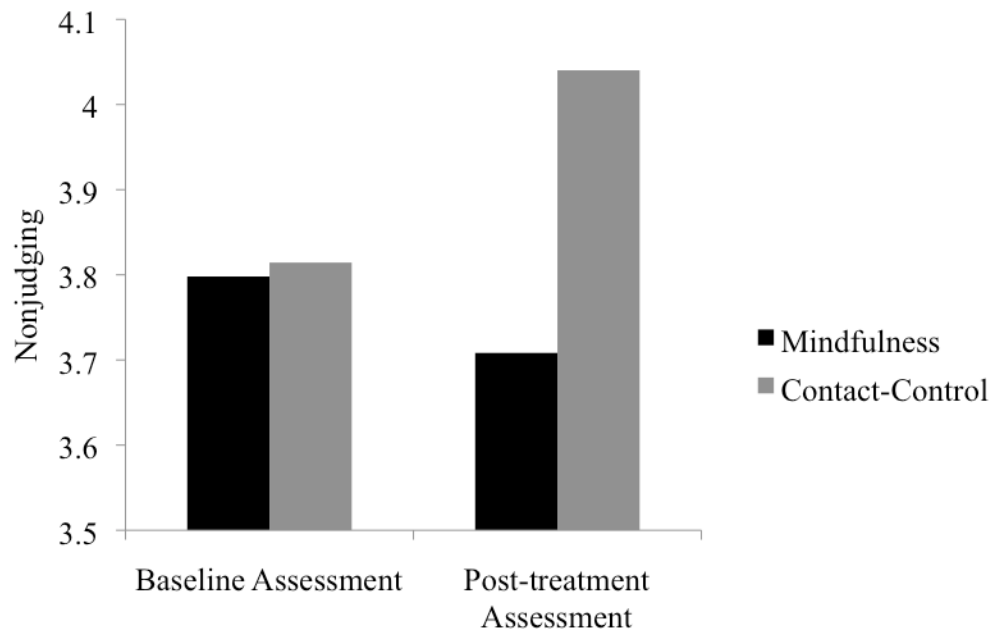 4.1
4
3.9
3.8
3.7
3.6
3.5
Nonjudging
Baseline Assessment
Post-treatment
Assessment
Mindfulness
Contact-Control